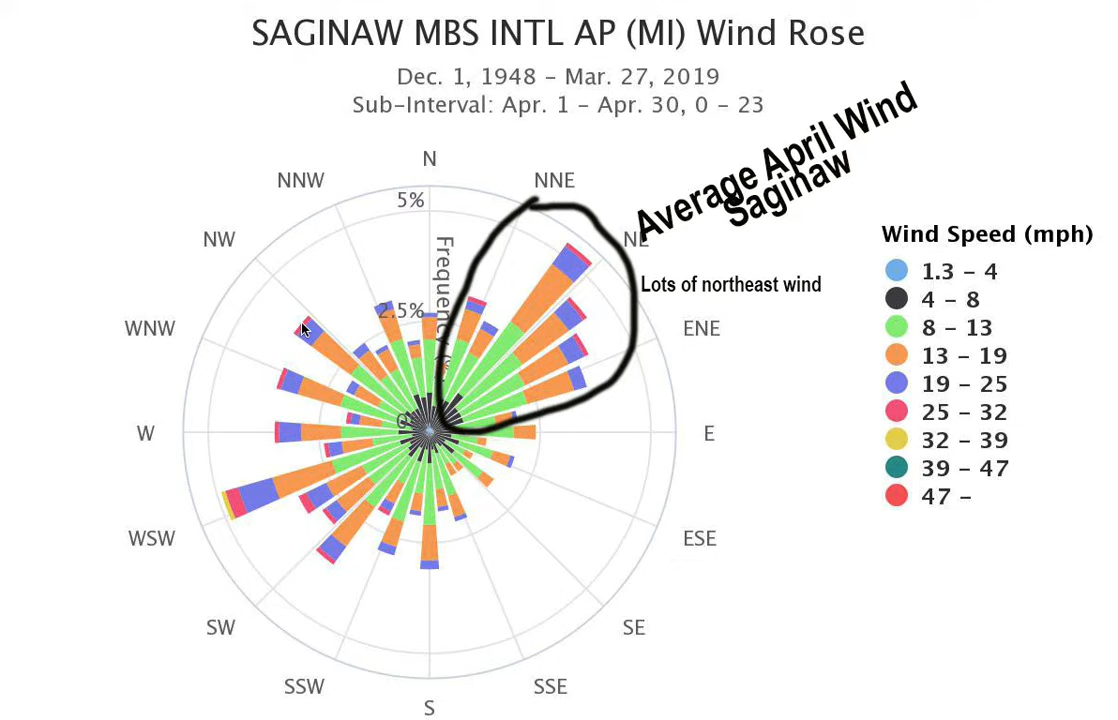 SAGINAW MBS INTL AP (MI) Wind Rose
Dec. 1, 1948 – Mar. 27, 2019
Sub-Interval: Apr. 1 – Apr. 30, 0 – 23
Average April Wind
Saginaw
N
NNW
NNE
5%
NW
NE
Wind Speed (mph)
Lots of northeast wind
1.3 – 4
4 – 8
2.5%
Frequency (%)
WNW
ENE
8 – 13
13 – 19
19 – 25
25 – 32
0
W
E
32 – 39
39 – 47
47 –
WSW
ESE
SW
SE
SSW
SSE
S